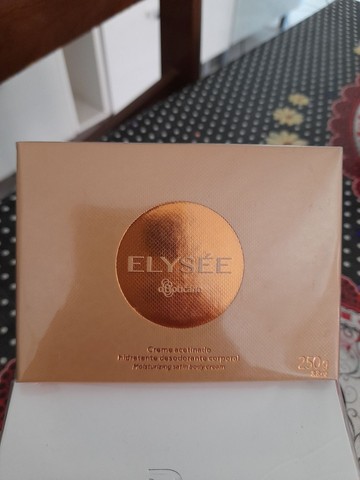 ELYSÉE
oBoticário
Creme acetinado
hidratante desodorante corporal
Moisturizing satin body cream
250g